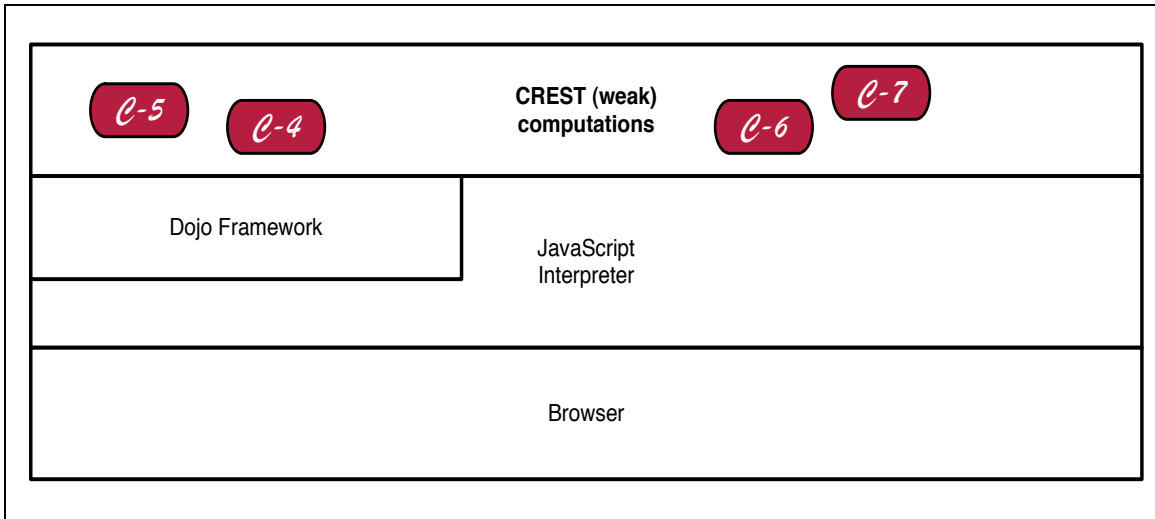 C-5
C-4
CREST (weak)
computations
C-6
C-7
Dojo Framework
JavaScript
Interpreter
Browser